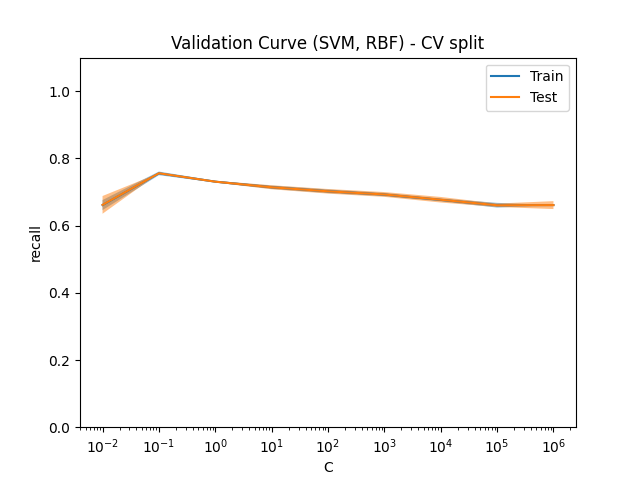 Validation Curve (SVM, RBF) - CV split
Train
Test
recall
1.0
0.8
0.6
0.4
0.2
0.0
10⁻² 10⁻¹ 10⁰ 10¹ 10² 10³ 10⁴ 10⁵ 10⁶
C